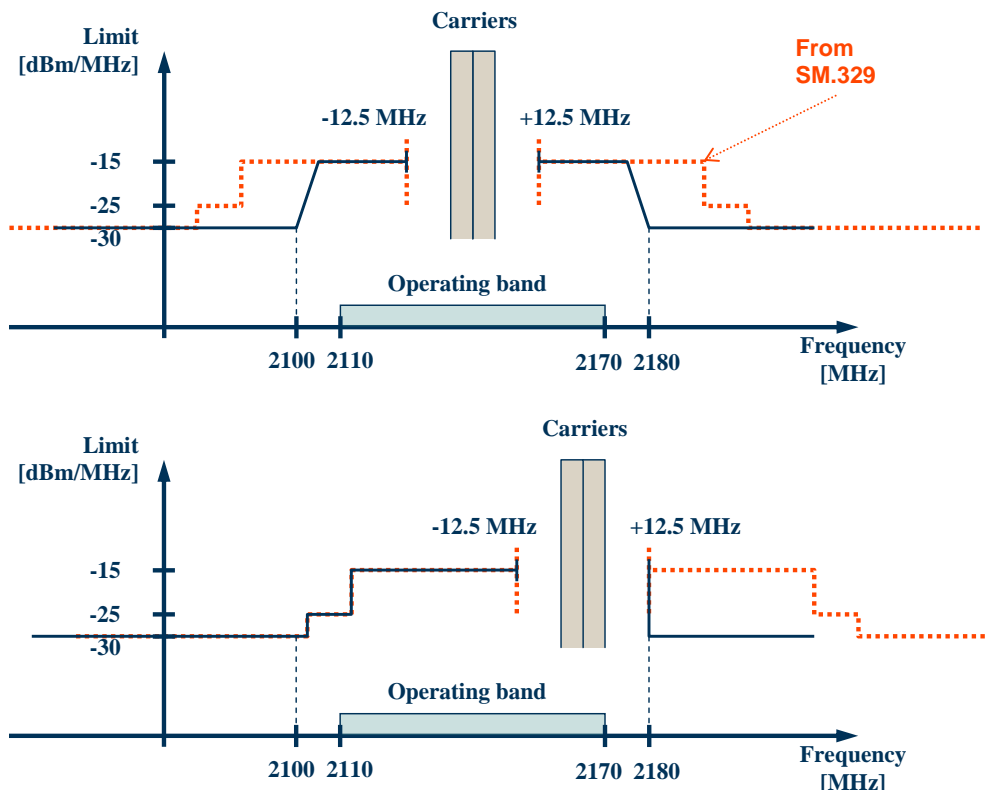 Carriers
Limit
[dBm/MHz]
From
SM.329
-12.5 MHz
+12.5 MHz
-15
-25
-30
Operating band
2100
2110
2170
2180
Frequency
[MHz]
Carriers
Limit
[dBm/MHz]
-12.5 MHz
+12.5 MHz
-15
-25
-30
Operating band
2100
2110
2170
2180
Frequency
[MHz]